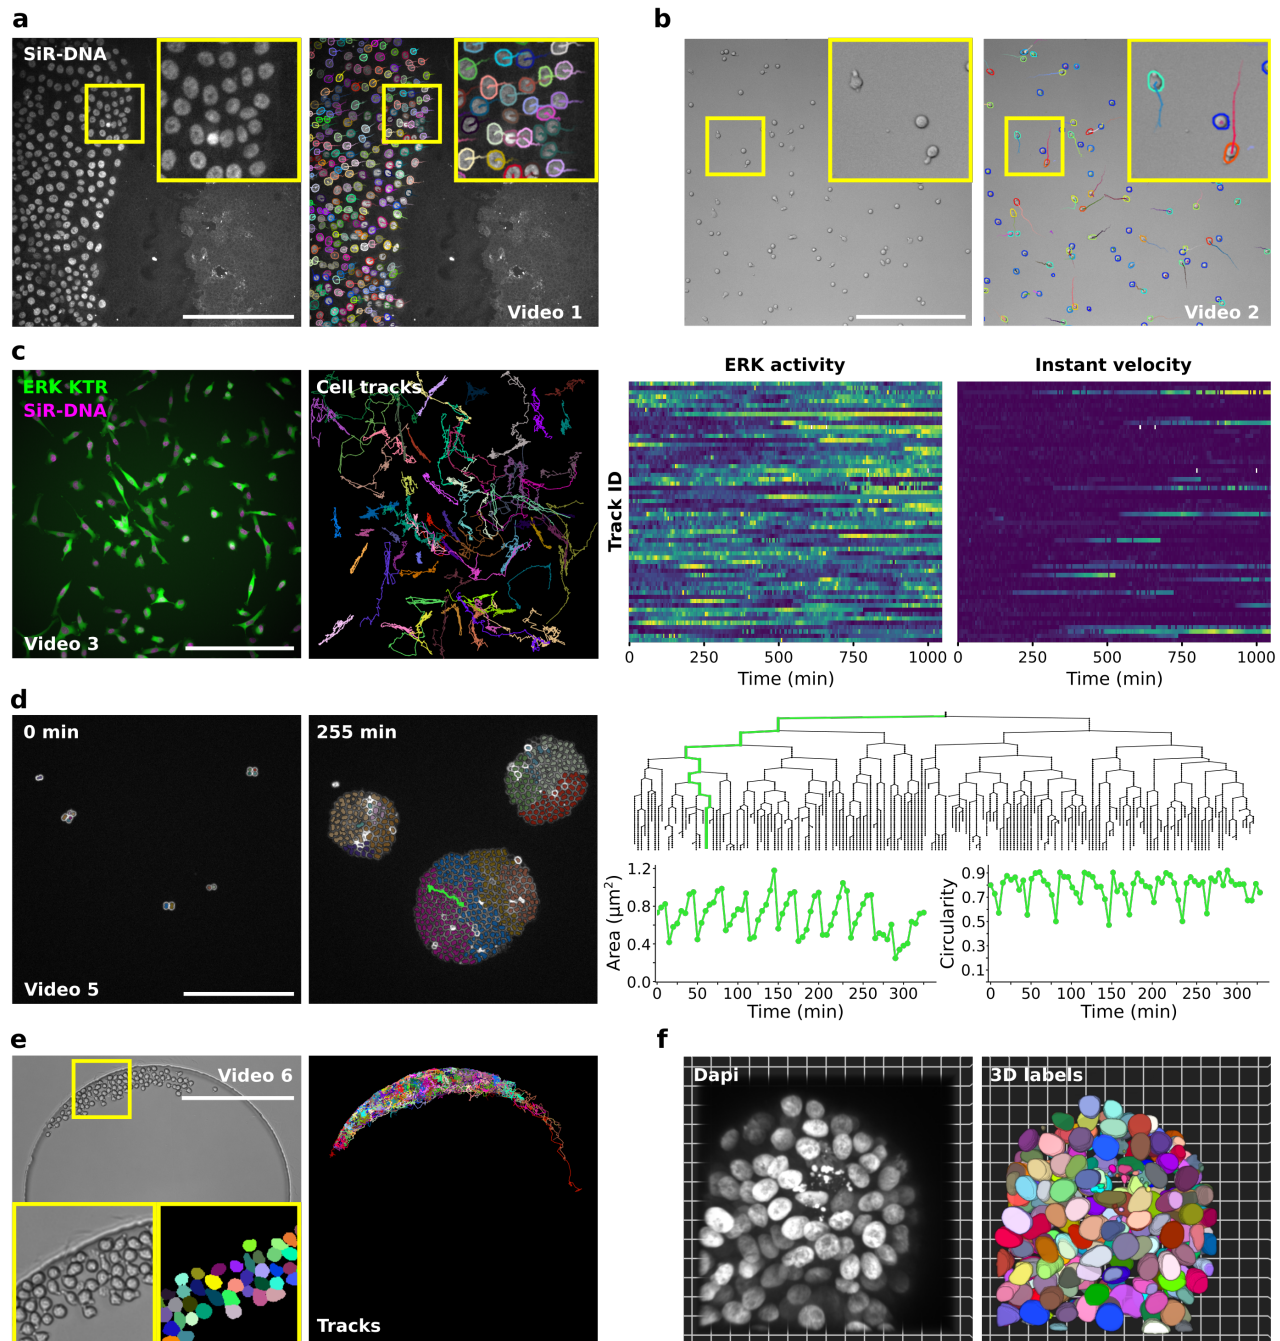 a
SiR-DNA
Video 1
b
Video 2
c
ERK KTR
SiR-DNA
Video 3
Cell tracks
ERK activity
Track ID
0 250 500 750 1000
Time (min)
Instant velocity
0 250 500 750 1000
Time (min)
d
0 min
Video 5
255 min
Area (µm²)
1.2
0.8
0.4
0.0
0 50 100 150 200 250 300
Time (min)
Circularity
0.9
0.7
0.5
0.3
0.1
0 50 100 150 200 250 300
Time (min)
e
Video 6
Tracks
f
Dapi
3D labels